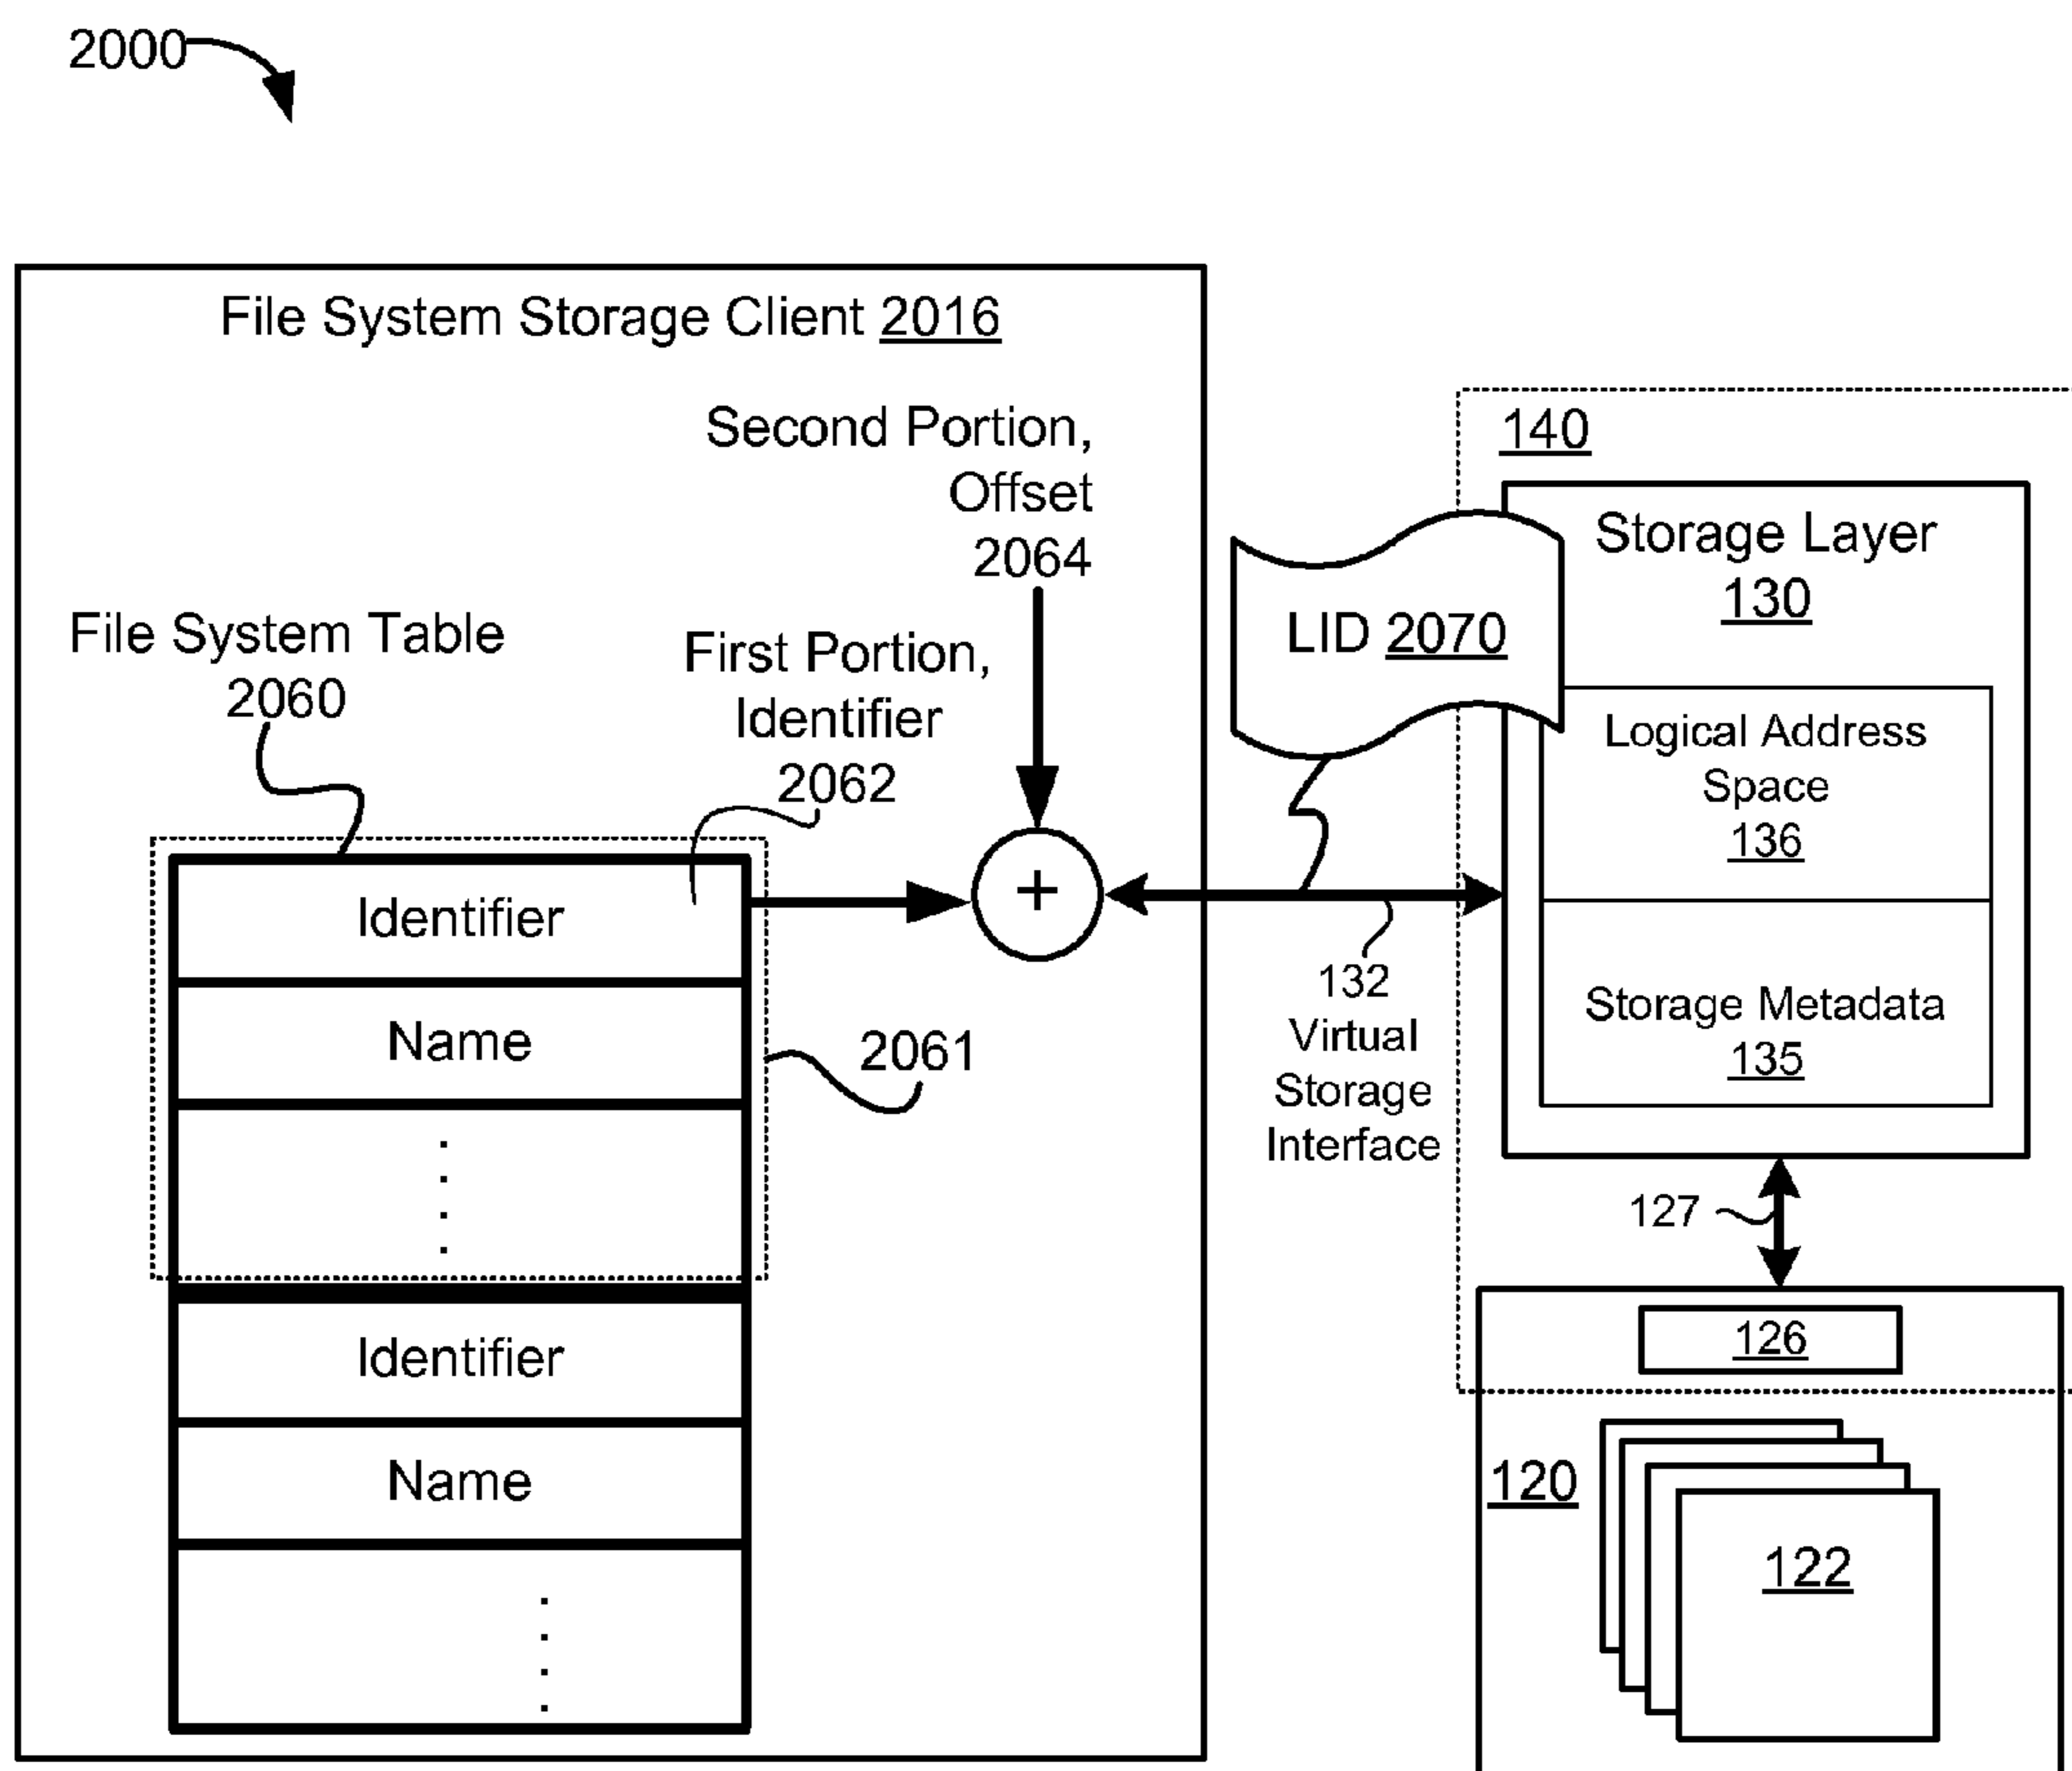 2000
File System Storage Client 2016
Second Portion,
Offset
2064
File System Table
2060
First Portion,
Identifier
2062
Identifier
Name
2061
Identifier
Name
+
LID 2070
132
Virtual
Storage
Interface
140
Storage Layer
130
Logical Address
Space
136
Storage Metadata
135
127
126
120
122